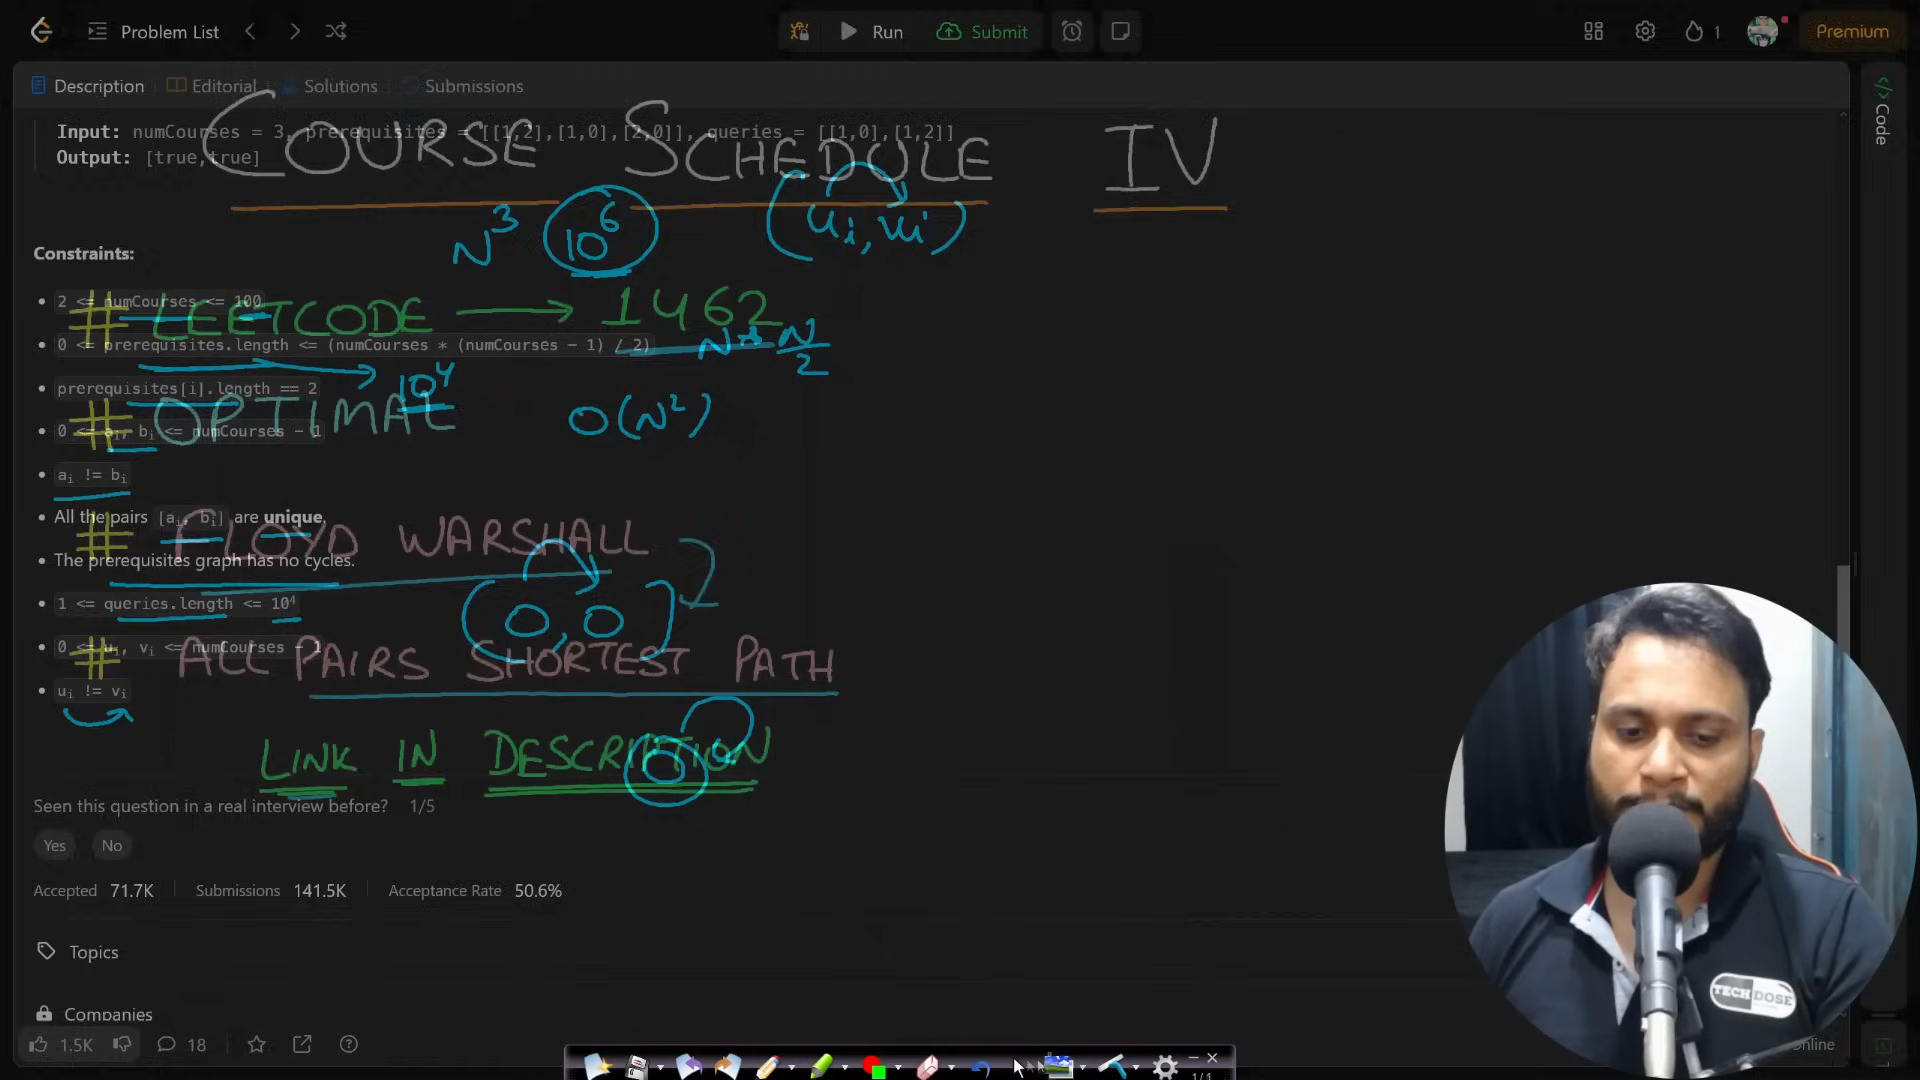 Problem List
Run
Submit
1
Premium
Description
Editorial
Solutions
Submissions
Code
Input: numCourses = 3, prerequisites = [[1,2],[1,0],[2,0]], queries = [[1,0],[1,2]]
Output: [true,true]
COURSE SCHEDULE IV
N³ 10⁶ (ui, vi)
Constraints:
2 <= numCourses <= 100
# LEETCODE → 1462
0 <= prerequisites.length <= (numCourses * (numCourses - 1) / 2)
N * N/2
10⁴
prerequisites[i].length == 2
# OPTIMAL
O(N²)
0 <= ai, bi <= numCourses - 1
ai != bi
All the pairs [ai, bi] are unique.
# FLOYD WARSHALL
The prerequisites graph has no cycles.
1 <= queries.length <= 10⁴
0 <= ui, vi <= numCourses - 1
# ALL PAIRS SHORTEST PATH
ui != vi
LINK IN DESCRIPTION
Seen this question in a real interview before? 1/5
Yes
No
Accepted 71.7K
Submissions 141.5K
Acceptance Rate 50.6%
Topics
Companies
1.5K
18
Online
1/1
TECH DOSE